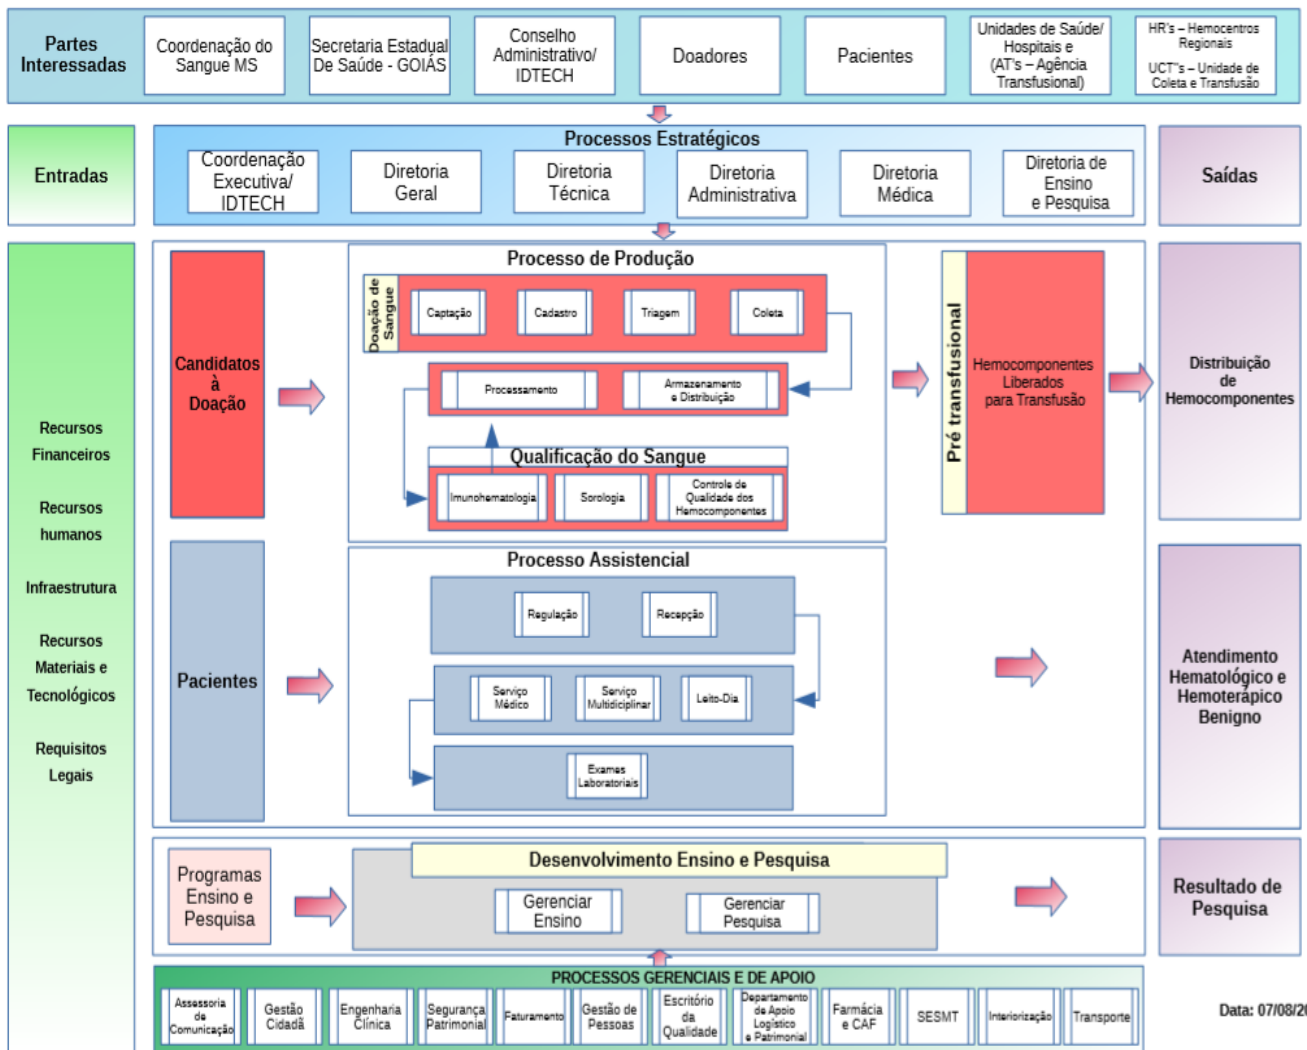 Partes
Interessadas
Coordenação do
Sangue MS
Secretaria Estadual
De Saúde - GOIÁS
Conselho
Administrativo/
IDTECH
Doadores
Pacientes
Unidades de Saúde/
Hospitais e
(AT's – Agência
Transfusional)
HR's – Hemocentros
Regionais
UCT"s – Unidade de
Coleta e Transfusão
Entradas
Processos Estratégicos
Coordenação
Executiva/
IDTECH
Diretoria
Geral
Diretoria
Técnica
Diretoria
Administrativa
Diretoria
Médica
Diretoria de
Ensino
e Pesquisa
Saídas
Recursos
Financeiros
Recursos
humanos
Infraestrutura
Recursos
Materiais e
Tecnológicos
Requisitos
Legais
Candidatos
à
Doação
Processo de Produção
Doação de
Sangue
Captação
Cadastro
Triagem
Coleta
Processamento
Armazenamento
e Distribuição
Qualificação do Sangue
Imunohematologia
Sorologia
Controle de
Qualidade dos
Hemocomponentes
Pré transfusional
Hemocomponentes
Liberados
para Transfusão
Distribuição
de
Hemocomponentes
Pacientes
Processo Assistencial
Regulação
Recepção
Serviço
Médico
Serviço
Multidiciplinar
Leito-Dia
Exames
Laboratoriais
Atendimento
Hematológico e
Hemoterápico
Benigno
Programas
Ensino e
Pesquisa
Desenvolvimento Ensino e Pesquisa
Gerenciar
Ensino
Gerenciar
Pesquisa
Resultado de
Pesquisa
PROCESSOS GERENCIAIS E DE APOIO
Assessoria
de
Comunicação
Gestão
Cidadã
Engenharia
Clínica
Segurança
Patrimonial
Faturamento
Gestão de
Pessoas
Escritório
da
Qualidade
Departamento
de Apoio
Logístico
e Patrimonial
Farmácia
e CAF
SESMT
Interiorização
Transporte
Data: 07/08/20